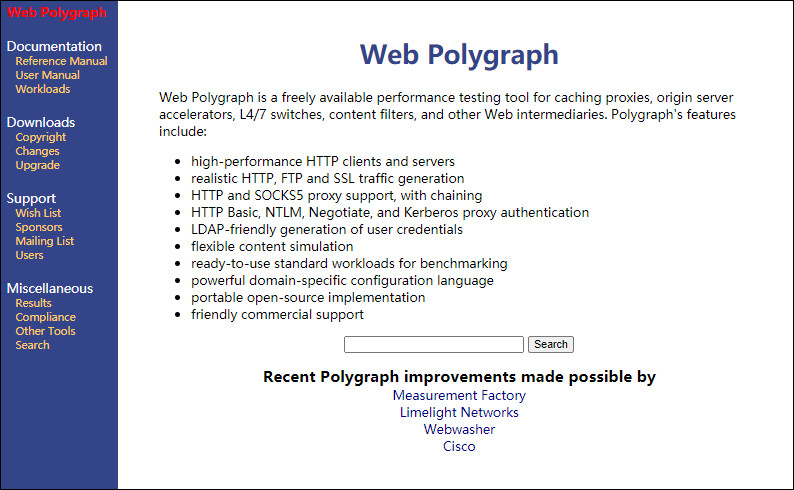 Web Polygraph
Documentation
Reference Manual
User Manual
Workloads
Downloads
Copyright
Changes
Upgrade
Support
Wish List
Sponsors
Mailing List
Users
Miscellaneous
Results
Compliance
Other Tools
Search
Web Polygraph
Web Polygraph is a freely available performance testing tool for caching proxies, origin server
accelerators, L4/7 switches, content filters, and other Web intermediaries. Polygraph's features
include:
• high-performance HTTP clients and servers
• realistic HTTP, FTP and SSL traffic generation
• HTTP and SOCKS5 proxy support, with chaining
• HTTP Basic, NTLM, Negotiate, and Kerberos proxy authentication
• LDAP-friendly generation of user credentials
• flexible content simulation
• ready-to-use standard workloads for benchmarking
• powerful domain-specific configuration language
• portable open-source implementation
• friendly commercial support
Search
Recent Polygraph improvements made possible by
Measurement Factory
Limelight Networks
Webwasher
Cisco